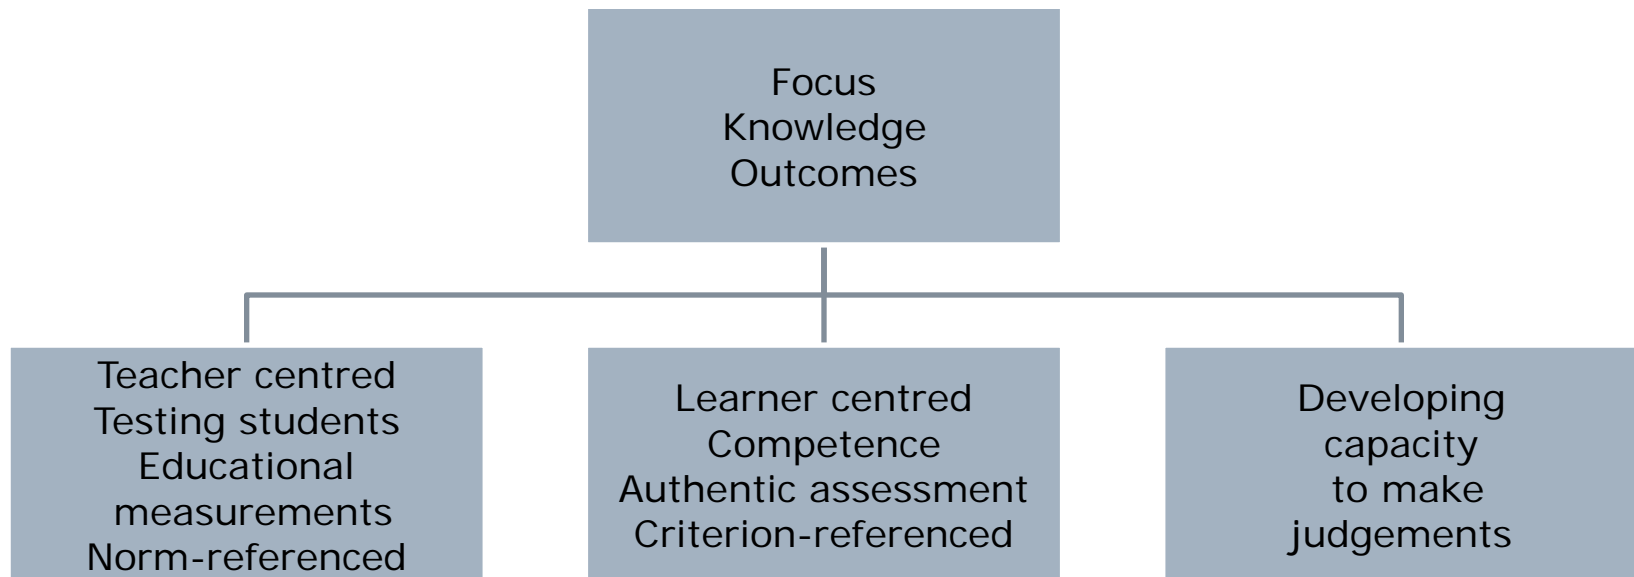 Focus
Knowledge
Outcomes
Teacher centred
Testing students
Educational
measurements
Norm-referenced
Learner centred
Competence
Authentic assessment
Criterion-referenced
Developing
capacity
to make
judgements